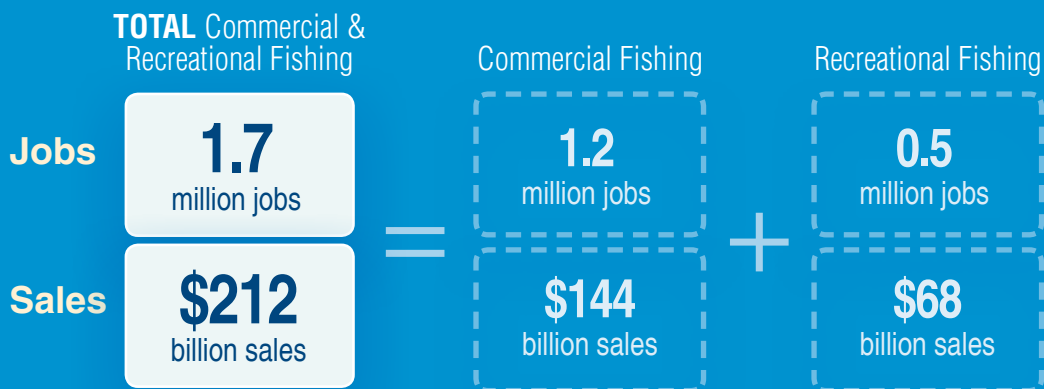 TOTAL Commercial &
Recreational Fishing
Commercial Fishing
Recreational Fishing
Jobs
1.7
million jobs
=
1.2
million jobs
+
0.5
million jobs
Sales
$212
billion sales
$144
billion sales
$68
billion sales